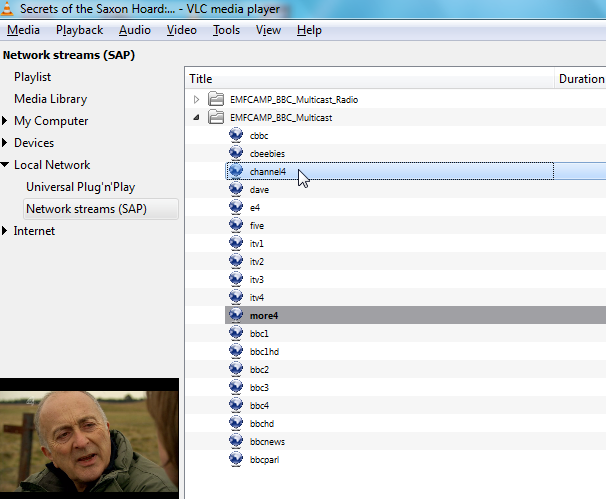 Secrets of the Saxon Hoard:... - VLC media player
Media Playback Audio Video Tools View Help
Network streams (SAP)
Playlist
Media Library
My Computer
Devices
Local Network
Universal Plug'n'Play
Network streams (SAP)
Internet
Title Duration
EMFCAMP_BBC_Multicast_Radio
EMFCAMP_BBC_Multicast
cbbc
cbeebies
channel4
dave
e4
five
itv1
itv2
itv3
itv4
more4
bbc1
bbc1hd
bbc2
bbc3
bbc4
bbchd
bbcnews
bbcparl